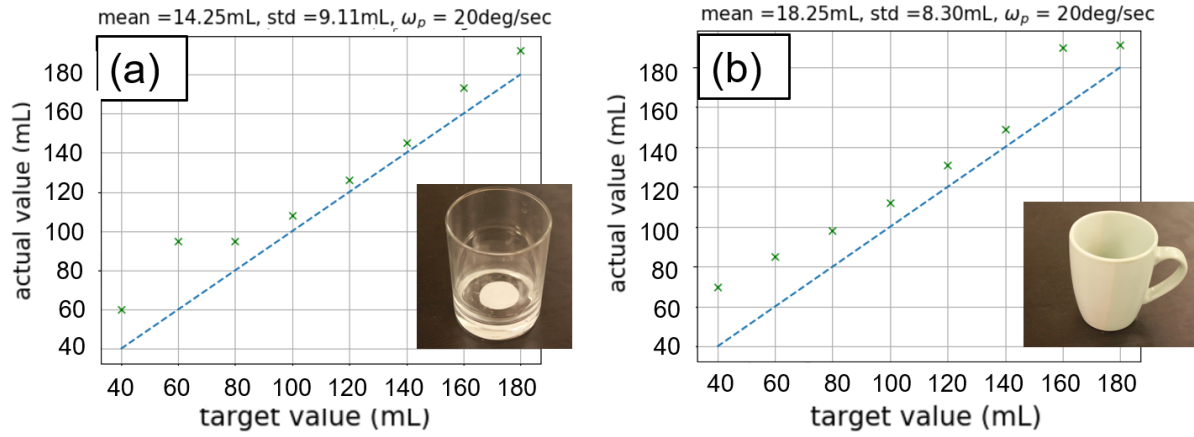 mean =14.25mL, std =9.11mL, ω_p = 20deg/sec
(a)
actual value (mL)
180
160
140
120
100
80
60
40
40 60 80 100 120 140 160 180
target value (mL)
mean =18.25mL, std =8.30mL, ω_p = 20deg/sec
(b)
actual value (mL)
180
160
140
120
100
80
60
40
40 60 80 100 120 140 160 180
target value (mL)